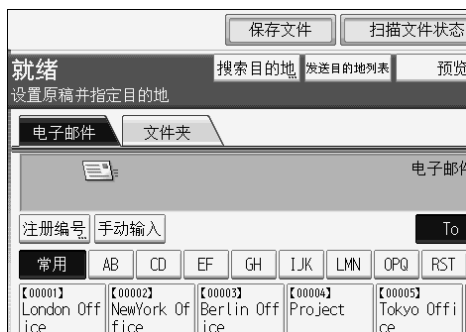 保存文件 扫描文件状态
就绪 搜索目的地 发送目的地列表 预览
设置原稿并指定目的地
电子邮件 文件夹
电子邮件
注册编号 手动输入 To
常用 AB CD EF GH IJK LMN OPQ RST
【00001】 【00002】 【00003】 【00004】 【00005】
London Off NewYork Of Berlin Off Project Tokyo Offi
ice ffice ice ce